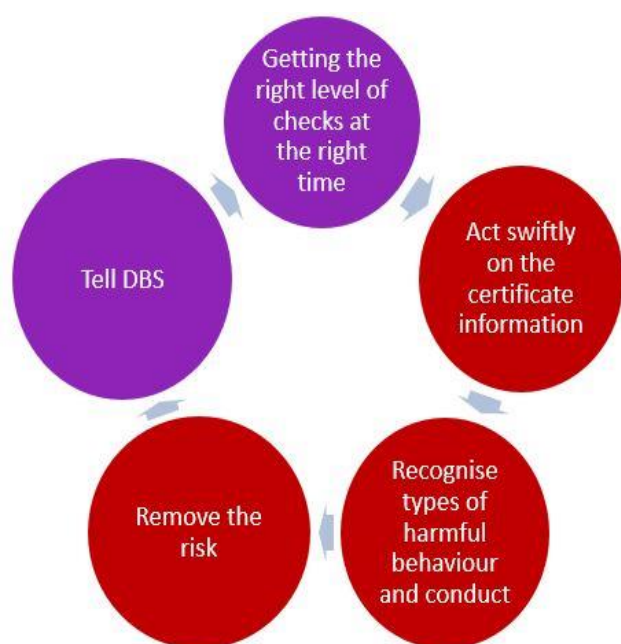 Getting the
right level of
checks at
the right
time
Act swiftly
on the
certificate
information
Recognise
types of
harmful
behaviour
and conduct
Remove the
risk
Tell DBS